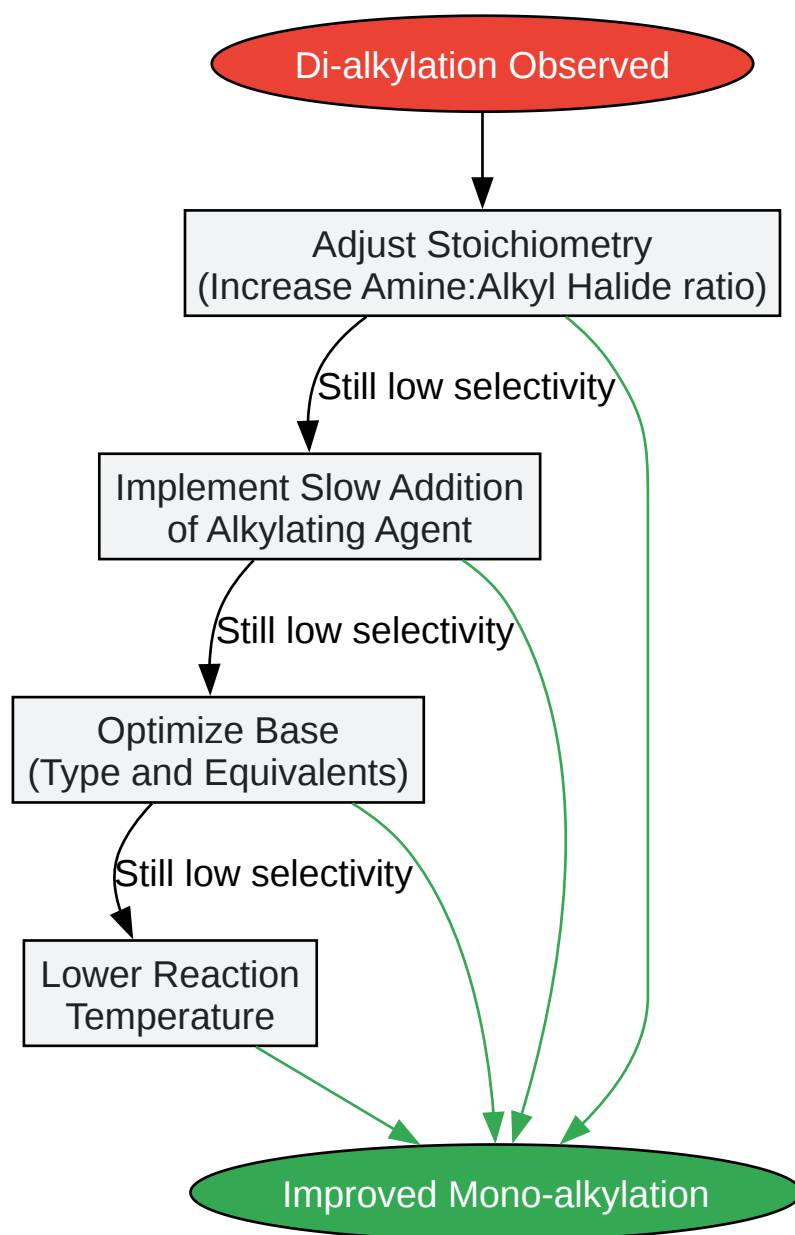 Di-alkylation Observed
Adjust Stoichiometry
(Increase Amine:Alkyl Halide ratio)
Still low selectivity
Implement Slow Addition
of Alkylating Agent
Still low selectivity
Optimize Base
(Type and Equivalents)
Still low selectivity
Lower Reaction
Temperature
Improved Mono-alkylation